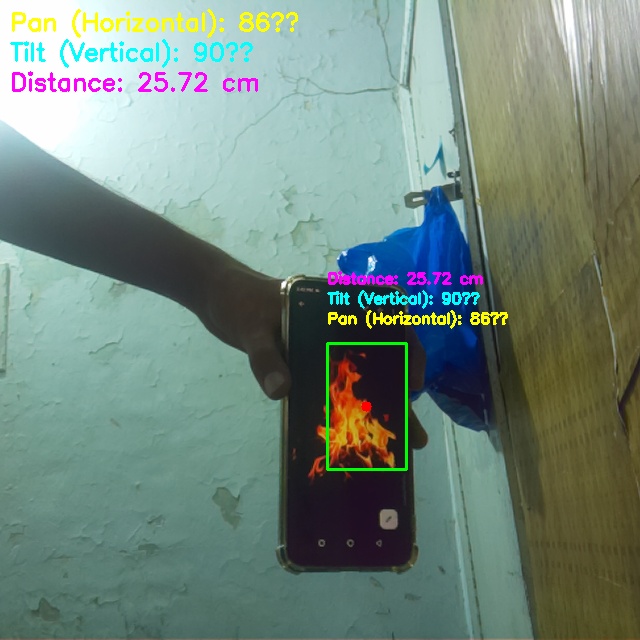 Pan (Horizontal): 86??
Tilt (Vertical): 90??
Distance: 25.72 cm
Distance: 25.72 cm
Tilt (Vertical): 90??
Pan (Horizontal): 86??